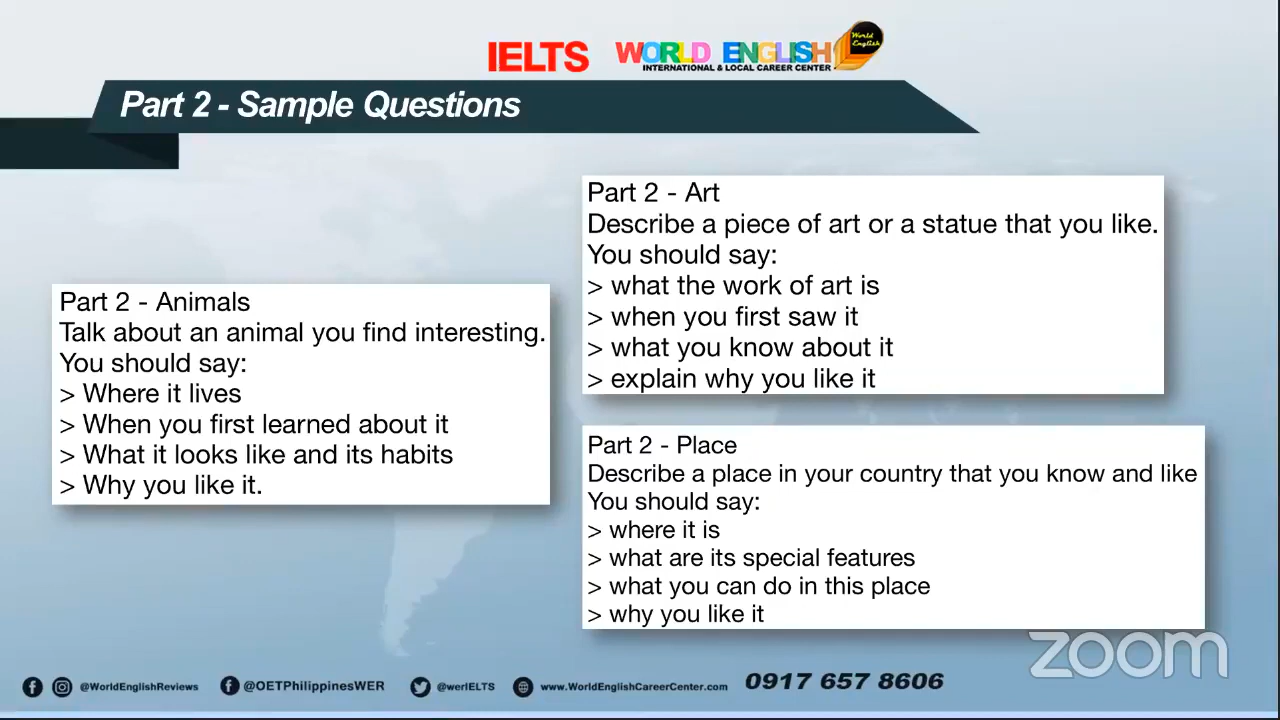 IELTS WORLD ENGLISH
INTERNATIONAL & LOCAL CAREER CENTER
World English
Part 2 - Sample Questions
Part 2 - Animals
Talk about an animal you find interesting.
You should say:
> Where it lives
> When you first learned about it
> What it looks like and its habits
> Why you like it.
Part 2 - Art
Describe a piece of art or a statue that you like.
You should say:
> what the work of art is
> when you first saw it
> what you know about it
> explain why you like it
Part 2 - Place
Describe a place in your country that you know and like
You should say:
> where it is
> what are its special features
> what you can do in this place
> why you like it
zoom
@WorldEnglishReviews @OETPhilippinesWER @werIELTS www.WorldEnglishCareerCenter.com 0917 657 8606